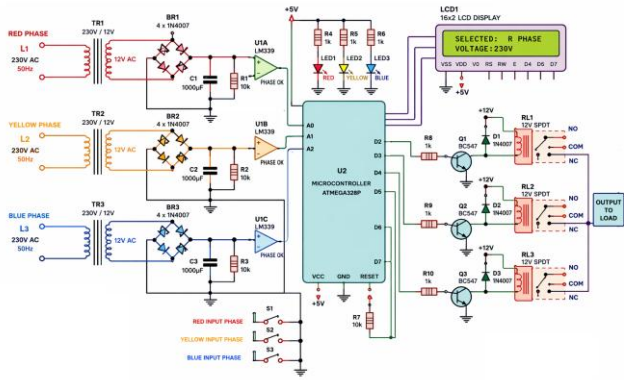 RED PHASE
L1
230V AC
50Hz
TR1
230V / 12V
12V AC
BR1
4 x 1N4007
C1
1000µF
R1
10k
U1A
LM339
PHASE OK
YELLOW PHASE
L2
230V AC
50Hz
TR2
230V / 12V
12V AC
BR2
4 x 1N4007
C2
1000µF
R2
10k
U1B
LM339
PHASE OK
BLUE PHASE
L3
230V AC
50Hz
TR3
230V / 12V
12V AC
BR3
4 x 1N4007
C3
1000µF
R3
10k
U1C
LM339
PHASE OK
RED INPUT PHASE
S1
YELLOW INPUT PHASE
S2
BLUE INPUT PHASE
S3
+5V
R4
1k
R5
1k
R6
1k
LED1
RED
LED2
YELLOW
LED3
BLUE
A0
A1
A2
U2
MICROCONTROLLER
ATMEGA328P
D2
D3
D4
D5
D6
D7
VCC
GND
RESET
+5V
R7
10k
LCD1
16x2 LCD DISPLAY
SELECTED: R PHASE
VOLTAGE:230V
VSS VDD V0 RS RW E D4 D5 D7
+5V
R8
1k
Q1
BC547
+12V
D1
1N4007
RL1
12V SPDT
NO
COM
NC
R9
1k
Q2
BC547
+12V
D2
1N4007
RL2
12V SPDT
NO
COM
NC
R10
1k
Q3
BC547
+12V
D3
1N4007
RL3
12V SPDT
NO
COM
NC
OUTPUT
TO
LOAD